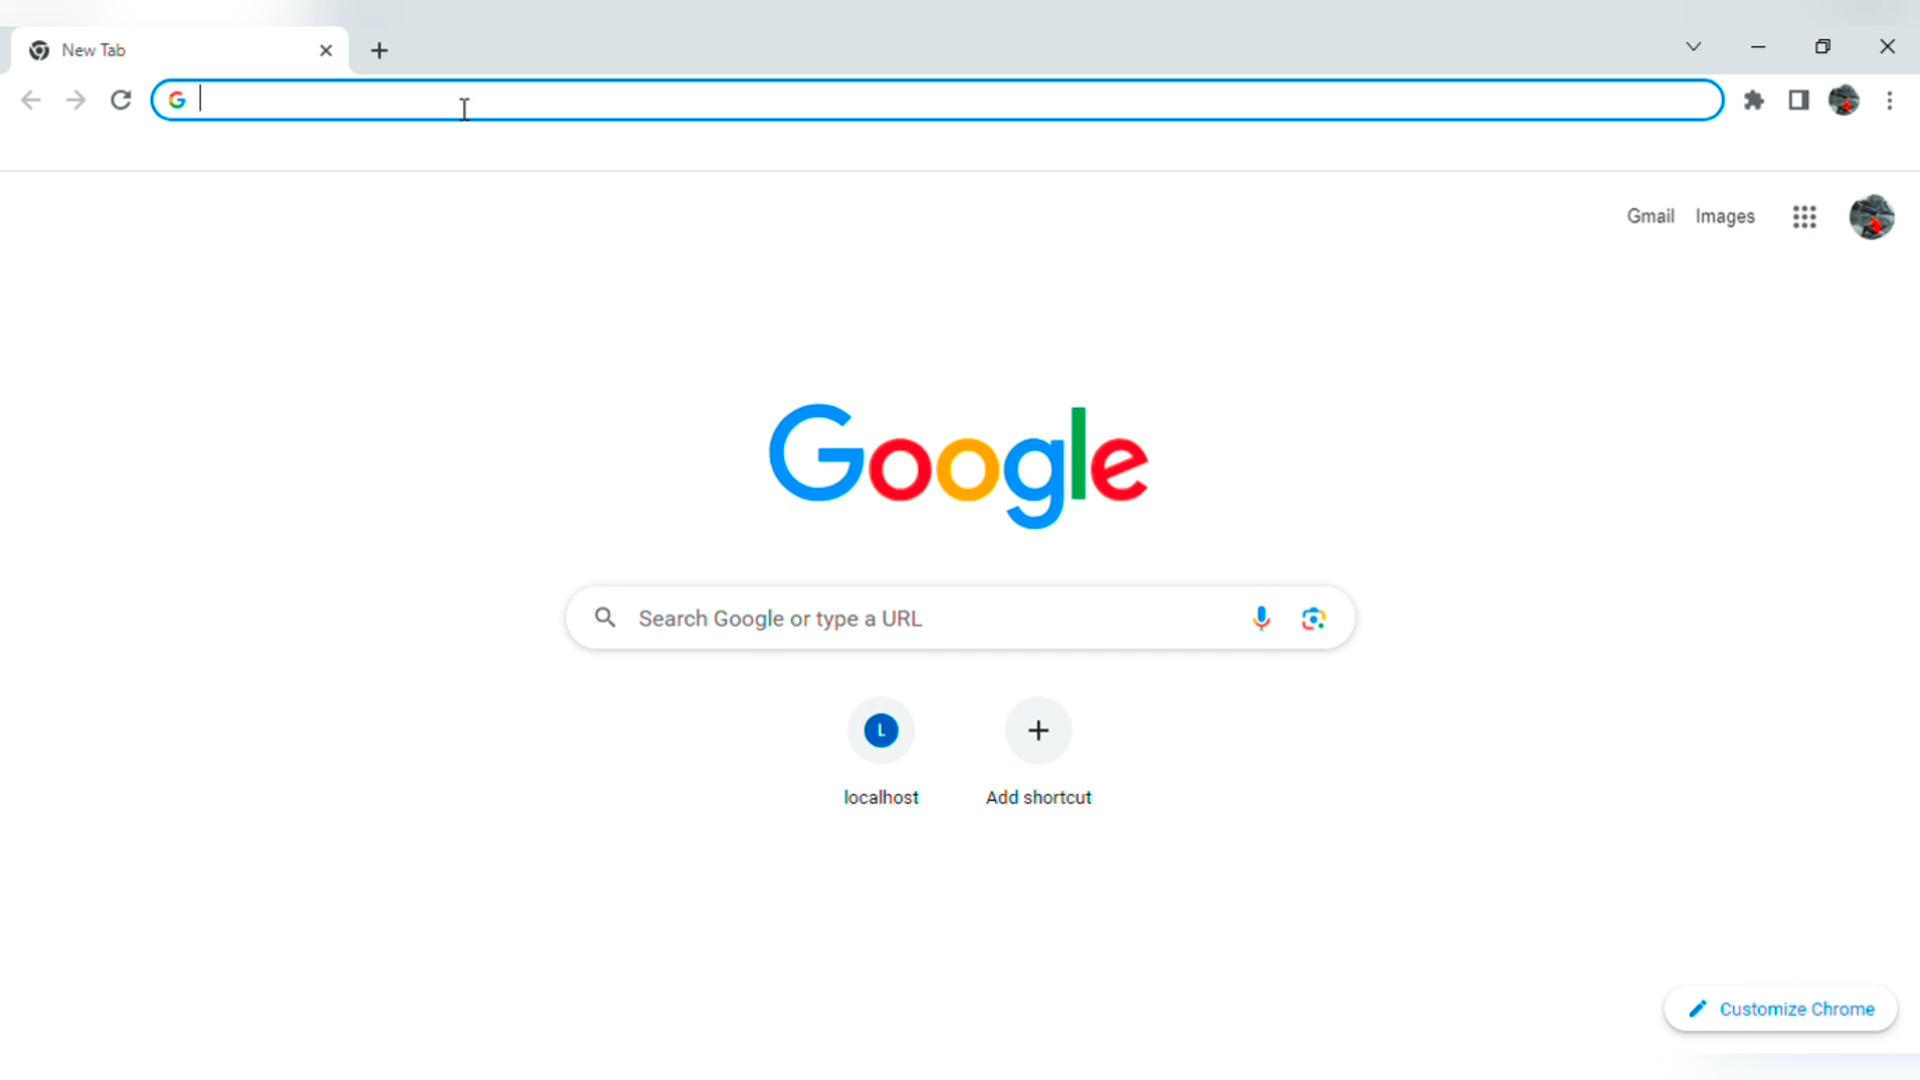 New Tab
Gmail Images
Google
Search Google or type a URL
L
localhost
Add shortcut
Customize Chrome